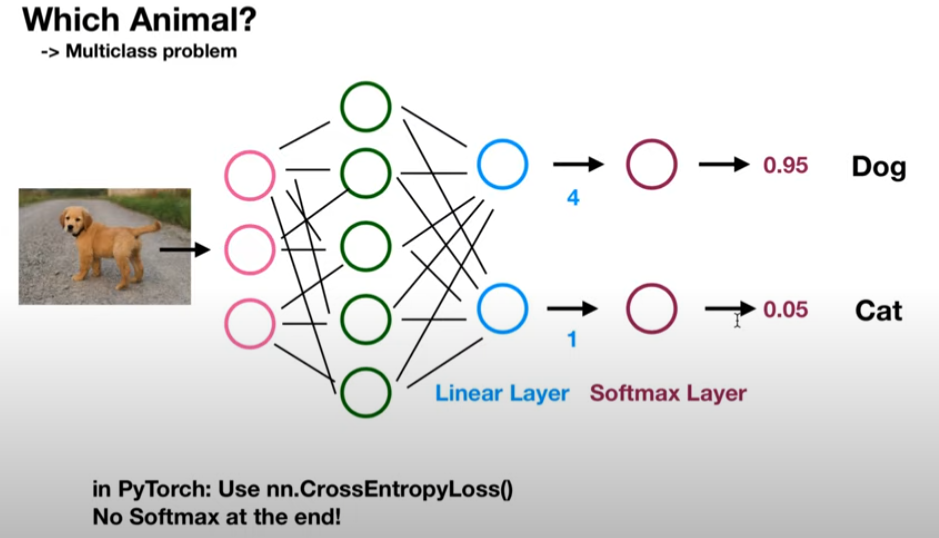 Which Animal?
-> Multiclass problem
0.95 Dog
4
0.05 Cat
1
Linear Layer Softmax Layer
in PyTorch: Use nn.CrossEntropyLoss()
No Softmax at the end!